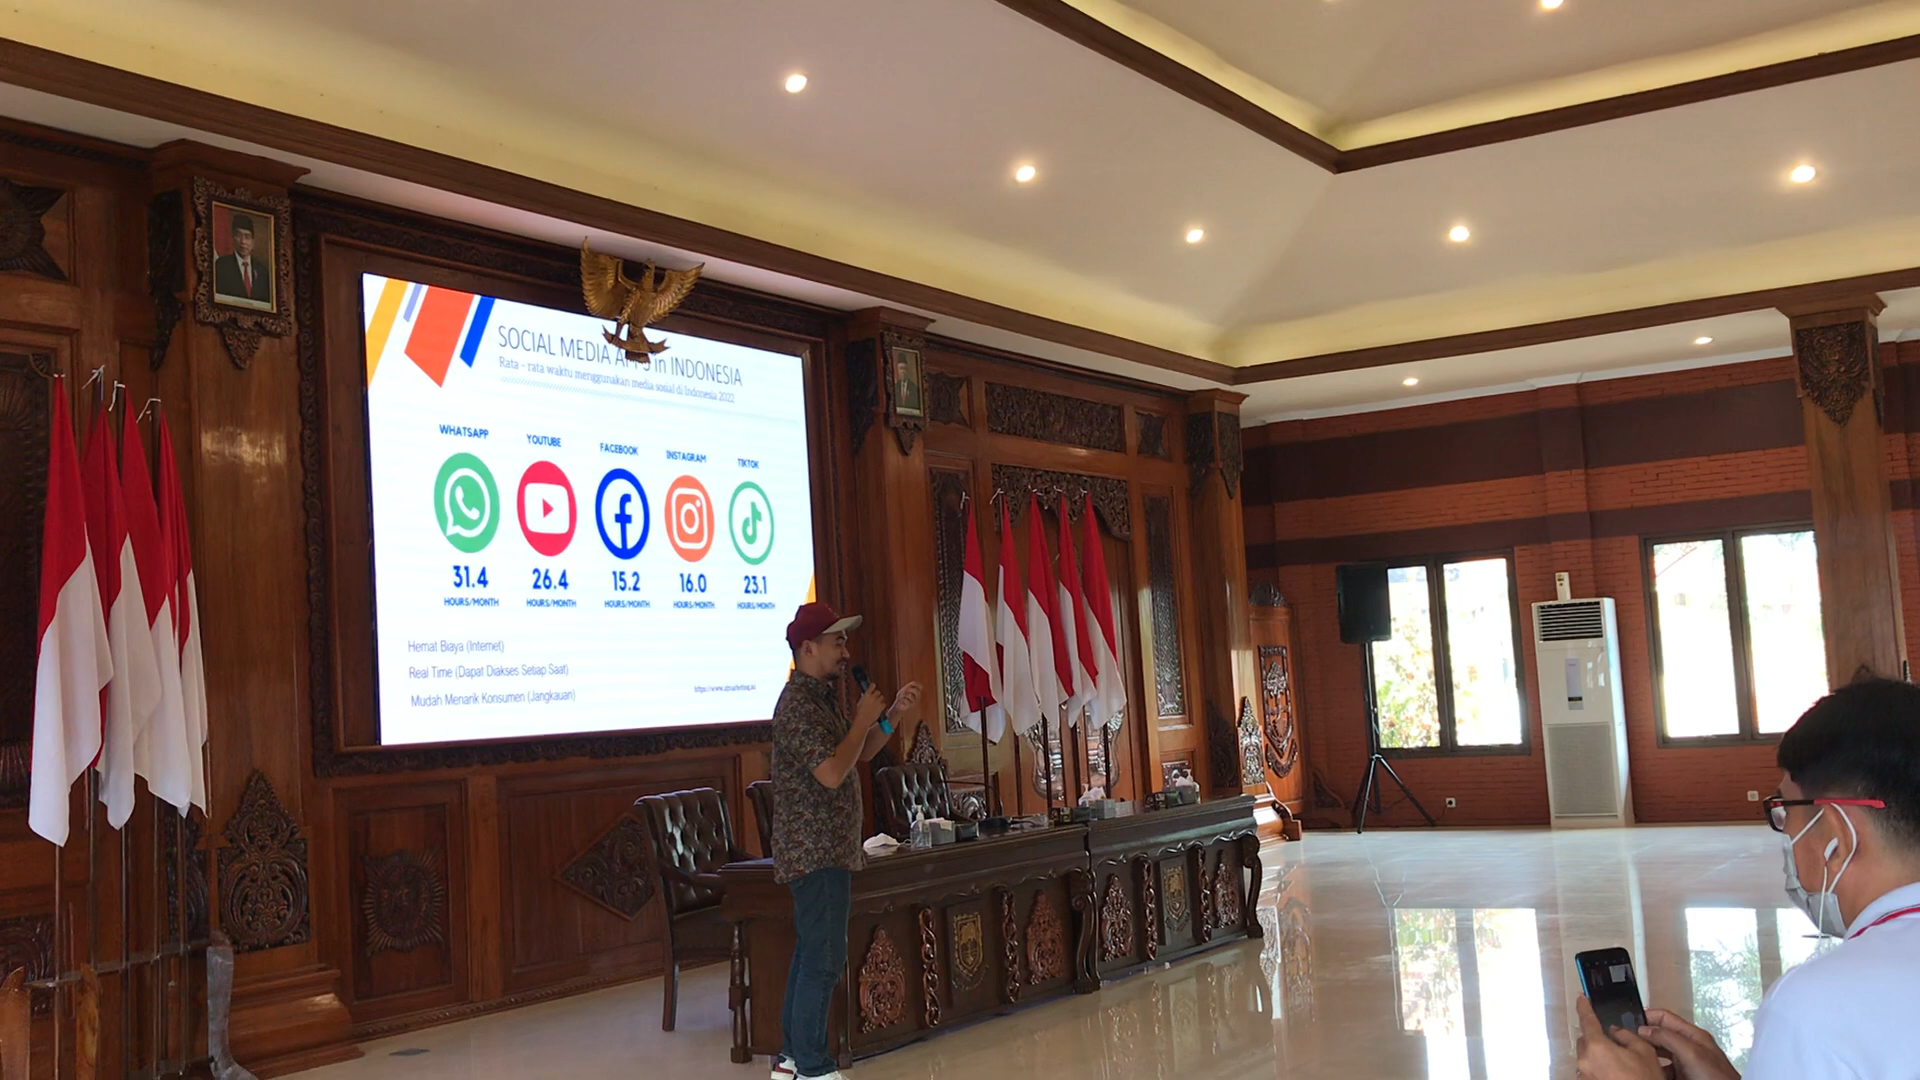 SOCIAL MEDIA APPS in INDONESIA
Rata - rata waktu menggunakan media sosial di Indonesia 2022
WHATSAPP
YOUTUBE
FACEBOOK
INSTAGRAM
TIKTOK
31.4
26.4
15.2
16.0
23.1
HOURS/MONTH
HOURS/MONTH
HOURS/MONTH
HOURS/MONTH
HOURS/MONTH
Hemat Biaya (Internet)
Real Time (Dapat Diakses Setiap Saat)
Mudah Menarik Konsumen (Jangkauan)